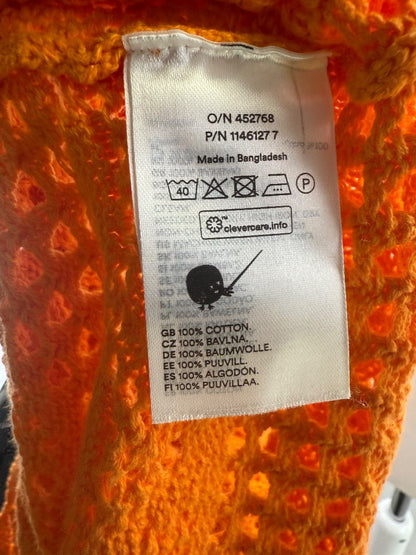 O/N 452768
P/N 1146127 7
Made in Bangladesh
40 P
™
clevercare.info
GB 100% COTTON.
CZ 100% BAVLNA.
DE 100% BAUMWOLLE.
EE 100% PUUVILL.
ES 100% ALGODÓN.
FI 100% PUUVILLAA.